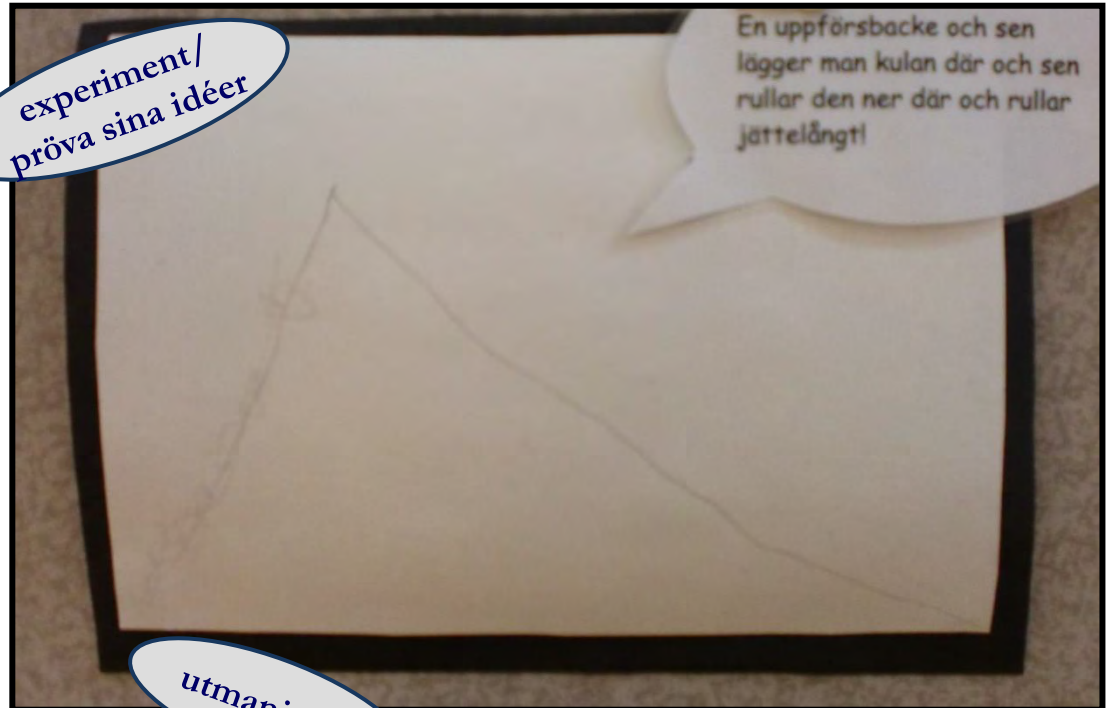 experiment/
pröva sina idéer
En uppförsbacke och sen
lägger man kulan där och sen
rullar den ner där och rullar
jättelångt!